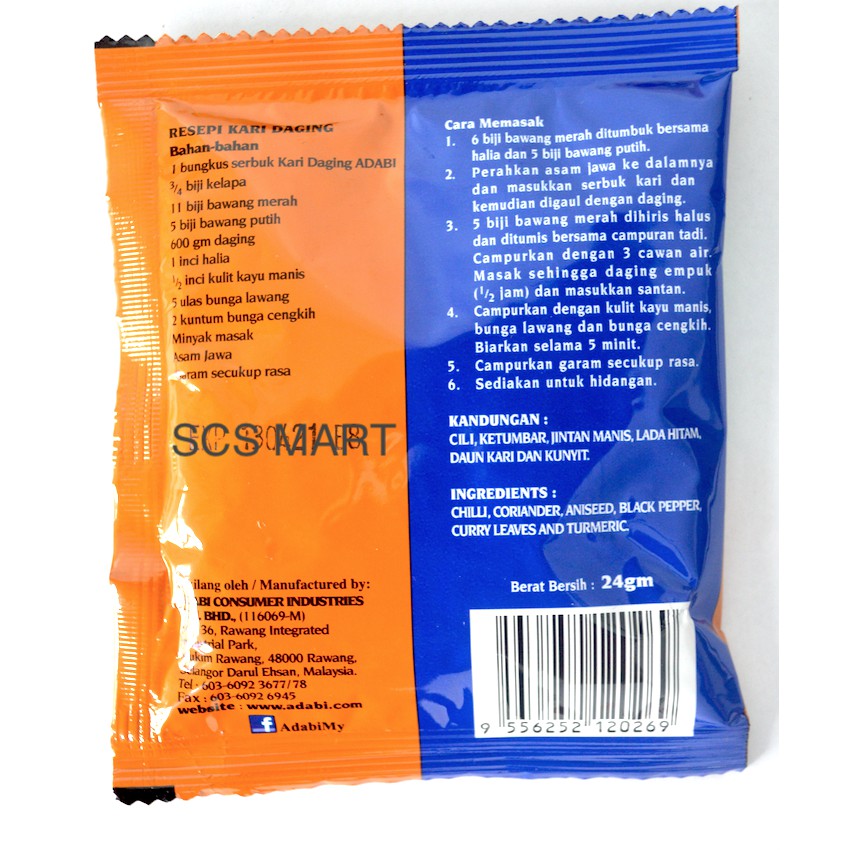 RESEPI KARI DAGING
Bahan-bahan
1 bungkus serbuk Kari Daging ADABI
3/4 biji kelapa
11 biji bawang merah
5 biji bawang putih
600 gm daging
1 inci halia
1/2 inci kulit kayu manis
5 ulas bunga lawang
2 kuntum bunga cengkih
Minyak masak
Asam Jawa
secukup rasa
SCS MART
oleh / Manufactured by:
CONSUMER INDUSTRIES
BHD., (116069-M)
36, Rawang Integrated
Park,
Rawang, 48000 Rawang,
Darul Ehsan, Malaysia.
Tel : 603-6092 3677/78
Fax : 603-6092 6945
website : www.adabi.com
f AdabiMy
Cara Memasak
1. 6 biji bawang merah ditumbuk bersama
halia dan 5 biji bawang putih.
2. Perahkan asam jawa ke dalamnya
dan masukkan serbuk kari dan
kemudian digaul dengan daging.
3. 5 biji bawang merah dihiris halus
dan ditumis bersama campuran tadi.
Campurkan dengan 3 cawan air.
Masak sehingga daging empuk
(1/2 jam) dan masukkan santan.
4. Campurkan dengan kulit kayu manis,
bunga lawang dan bunga cengkih.
Biarkan selama 5 minit.
5. Campurkan garam secukup rasa.
6. Sediakan untuk hidangan.
KANDUNGAN :
CILI, KETUMBAR, JINTAN MANIS, LADA HITAM,
DAUN KARI DAN KUNYIT.
INGREDIENTS :
CHILLI, CORIANDER, ANISEED, BLACK PEPPER,
CURRY LEAVES AND TURMERIC.
Berat Bersih : 24gm
9 556252 120269